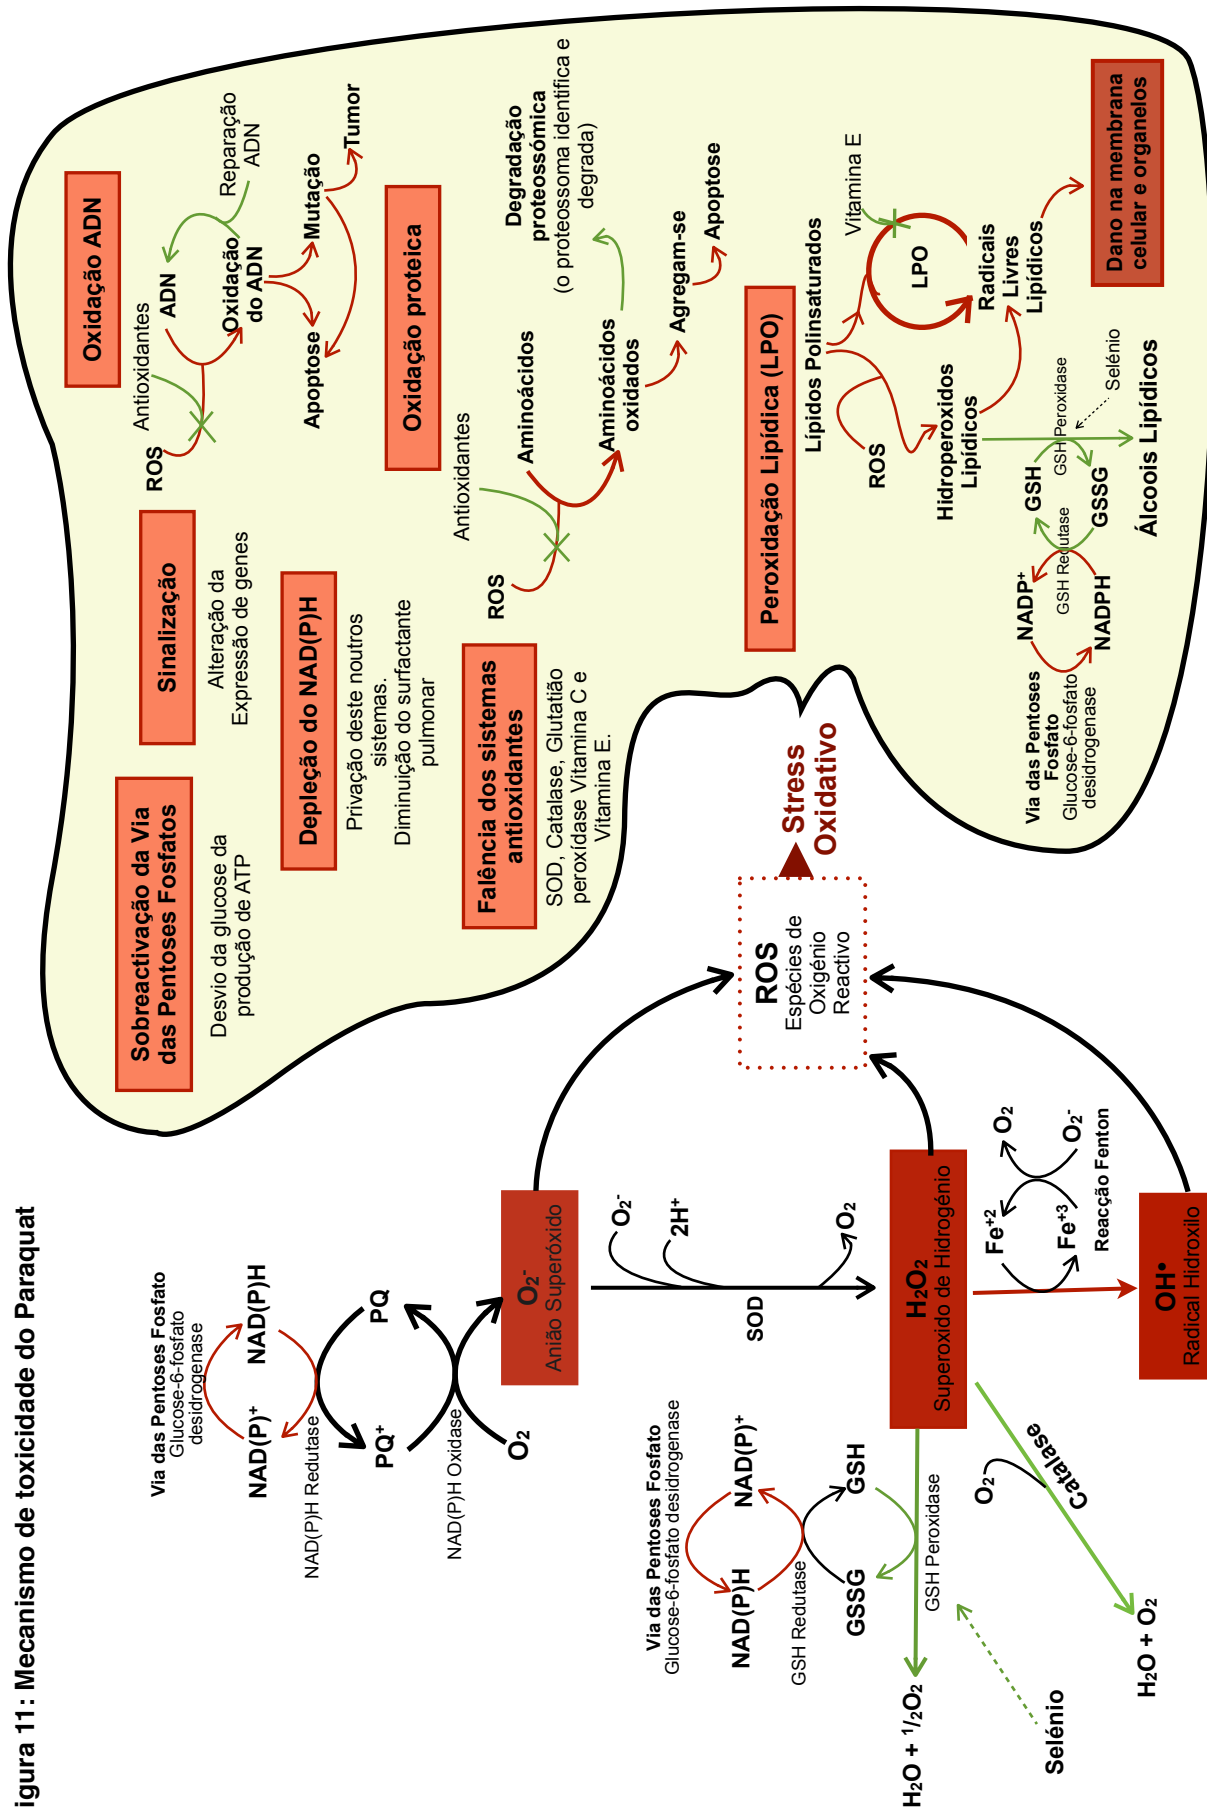 igura 11: Mecanismo de toxicidade do Paraquat
Via das Pentoses Fosfato
Glucose-6-fosfato
desidrogenase
NAD(P)⁺
NAD(P)H
NAD(P)H Redutase
PQ⁺
PQ
NAD(P)H Oxidase
O₂
O₂⁻
Anião Superóxido
O₂⁻
2H⁺
SOD
O₂
Via das Pentoses Fosfato
Glucose-6-fosfato desidrogenase
NAD(P)H
NAD(P)⁺
GSH Redutase
GSSG
GSH
GSH Peroxidase
H₂O + ¹/₂O₂
Selénio
H₂O₂
Superoxido de Hidrogénio
O₂⁻
Catalase
H₂O + O₂
Fe⁺²
Fe⁺³
O₂
O₂⁻
Reacção Fenton
OH•
Radical Hidroxilo
ROS
Espécies de
Oxigénio
Reactivo
Stress
Oxidativo
Sobreactivação da Via
das Pentoses Fosfatos
Desvio da glucose da
produção de ATP
Sinalização
Alteração da
Expressão de genes
Depleção do NAD(P)H
Privação deste noutros
sistemas.
Diminuição do surfactante
pulmonar
Falência dos sistemas
antioxidantes
SOD, Catalase, Glutatião
peroxídase Vitamina C e
Vitamina E.
Oxidação ADN
Antioxidantes
ROS
ADN
Reparação
ADN
Oxidação
do ADN
Mutação
Tumor
Apoptose
Oxidação proteica
Antioxidantes
ROS
Aminoácidos
Aminoácidos
oxidados
Degradação
proteossómica
(o proteossoma identifica e
degrada)
Agregam-se
Apoptose
Peroxidação Lipídica (LPO)
Lípidos Polinsaturados
ROS
Vitamina E
LPO
Hidroperoxidos
Lipídicos
Radicais
Livres
Lipídicos
Via das Pentoses
Fosfato
Glucose-6-fosfato
desidrogenase
NADP⁺
NADPH
GSH Redutase
GSH
GSSG
GSH Peroxidase
Selénio
Álcoois Lipídicos
Dano na membrana
celular e organelos